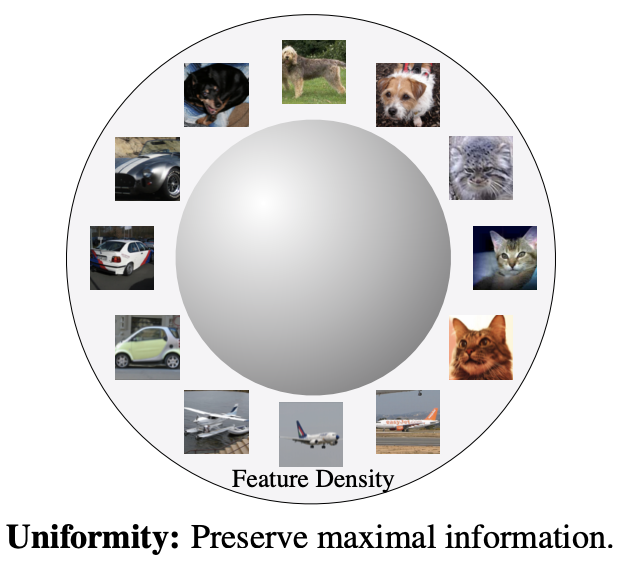 Feature Density
Uniformity: Preserve maximal information.